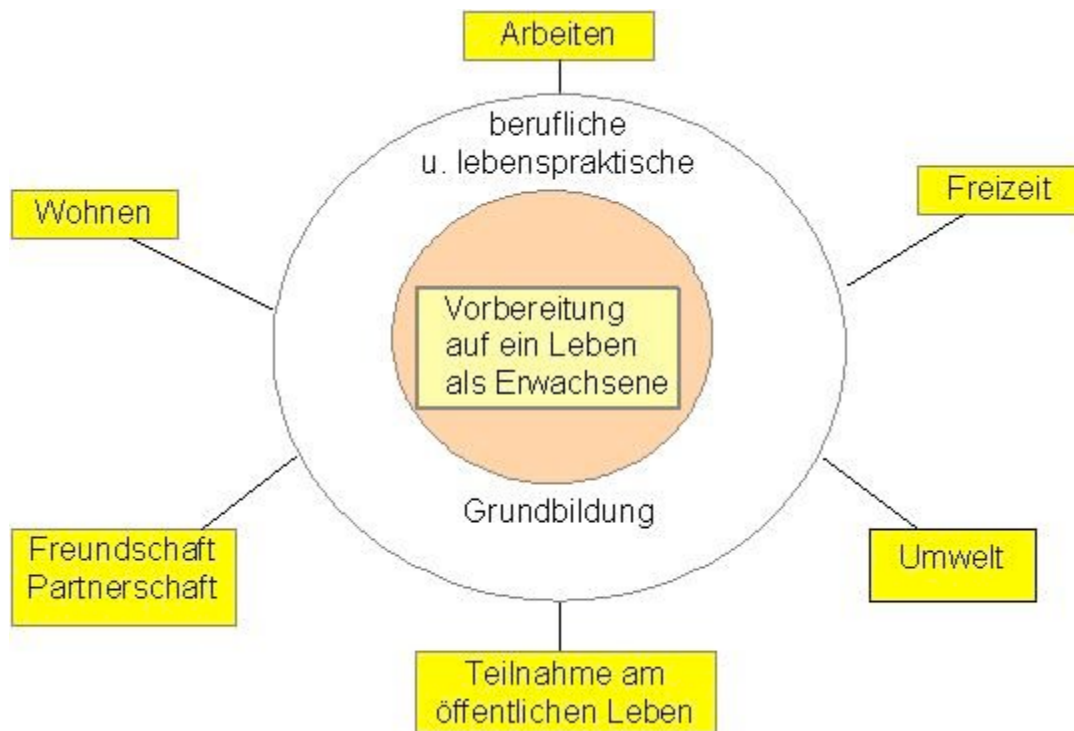 Arbeiten
berufliche
u. lebenspraktische
Wohnen
Freizeit
Vorbereitung
auf ein Leben
als Erwachsene
Grundbildung
Freundschaft
Partnerschaft
Umwelt
Teilnahme am
öffentlichen Leben